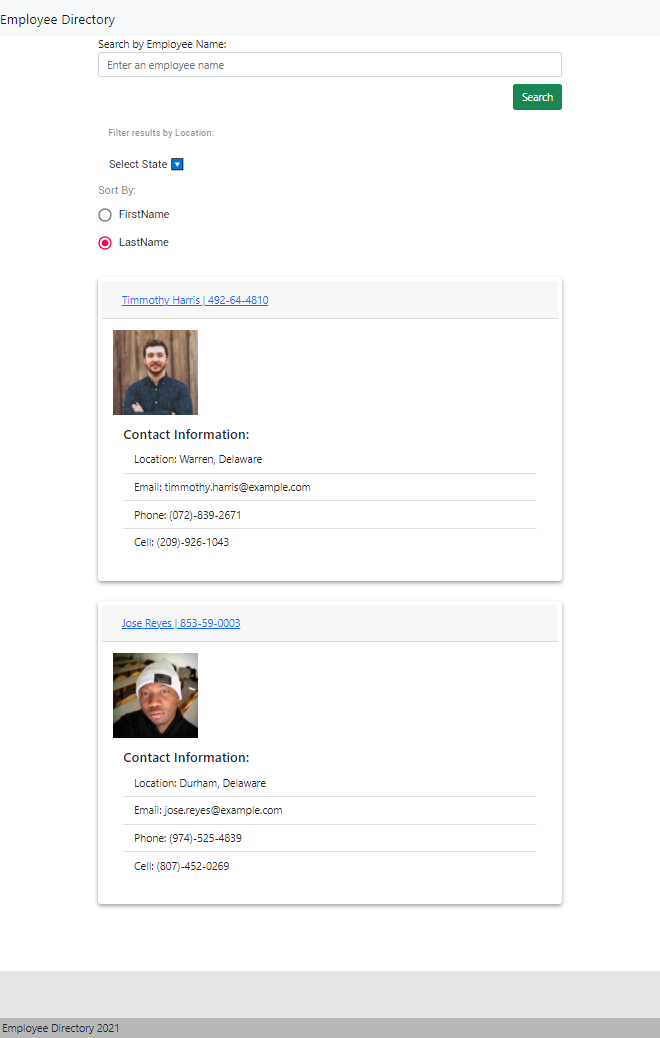 Employee Directory
Search by Employee Name:
Enter an employee name
Search
Filter results by Location:
Select State
Sort By:
FirstName
LastName
Timmothy Harris | 492-64-4810
Contact Information:
Location: Warren, Delaware
Email: timmothy.harris@example.com
Phone: (072)-839-2671
Cell: (209)-926-1043
Jose Reyes | 853-59-0003
Contact Information:
Location: Durham, Delaware
Email: jose.reyes@example.com
Phone: (974)-525-4839
Cell: (807)-452-0269
Employee Directory 2021